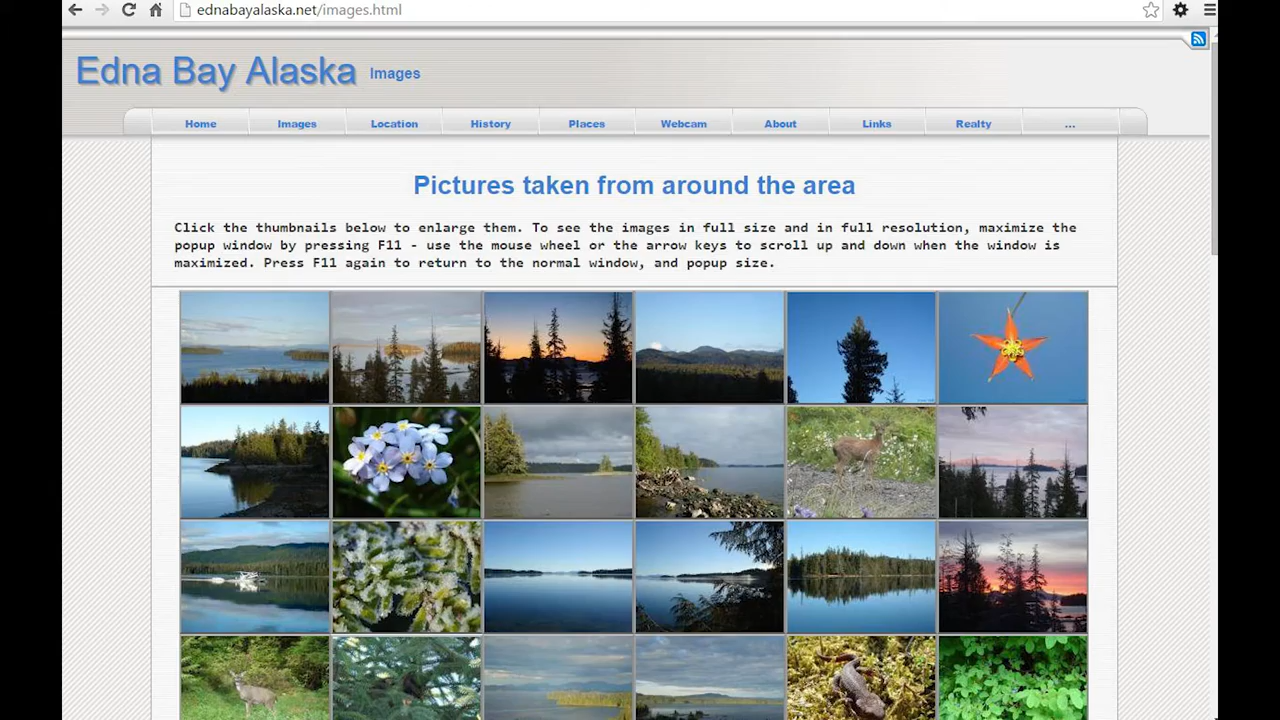 ednabayalaska.net/images.html
Edna Bay Alaska Images
Home Images Location History Places Webcam About Links Realty ...
Pictures taken from around the area
Click the thumbnails below to enlarge them. To see the images in full size and in full resolution, maximize the
popup window by pressing F11 - use the mouse wheel or the arrow keys to scroll up and down when the window is
maximized. Press F11 again to return to the normal window, and popup size.